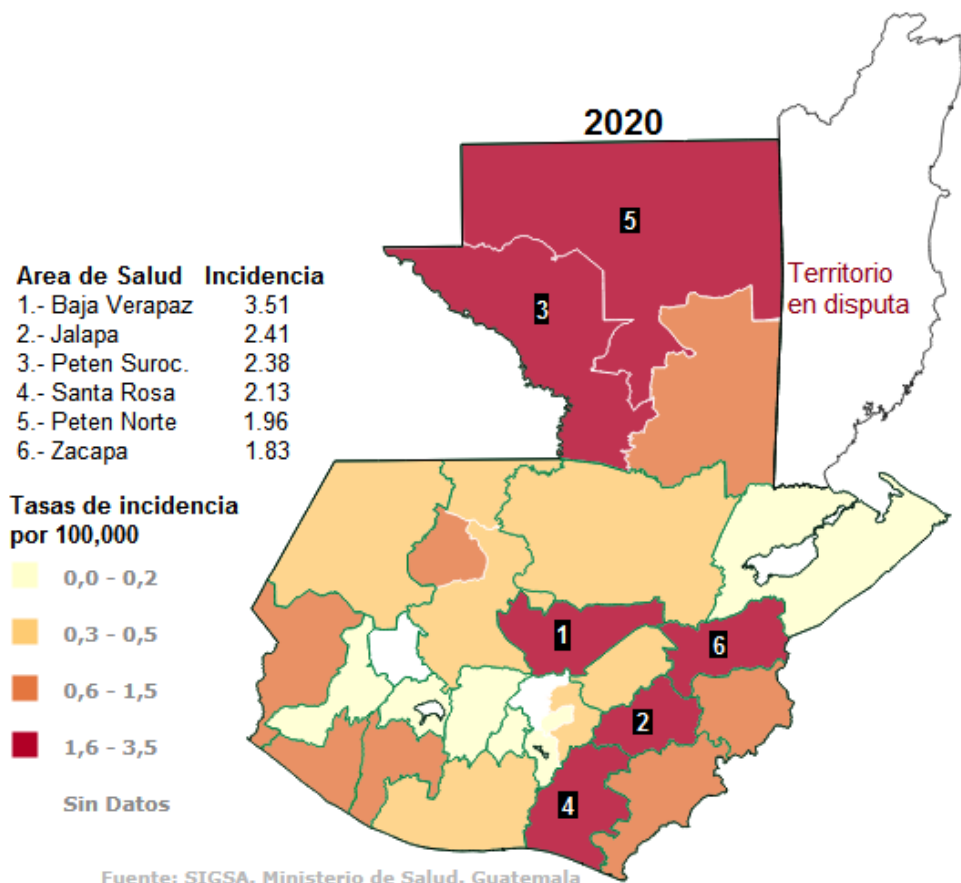 2020
Area de Salud Incidencia
1.- Baja Verapaz 3.51
2.- Jalapa 2.41
3.- Peten Suroc. 2.38
4.- Santa Rosa 2.13
5.- Peten Norte 1.96
6.- Zacapa 1.83
Territorio
en disputa
Tasas de incidencia
por 100,000
0,0 - 0,2
0,3 - 0,5
0,6 - 1,5
1,6 - 3,5
Sin Datos
5
3
1
6
2
4
Fuente: SIGSA. Ministerio de Salud. Guatemala